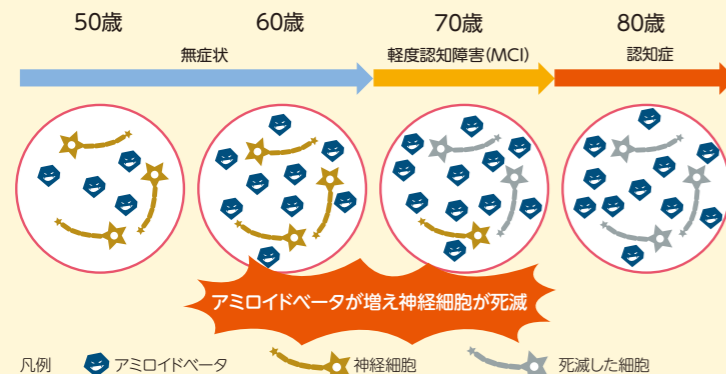 50歳 60歳 70歳 80歳
無症状 軽度認知障害(MCI) 認知症
アミロイドベータが増え神経細胞が死滅
凡例 アミロイドベータ 神経細胞 死滅した細胞